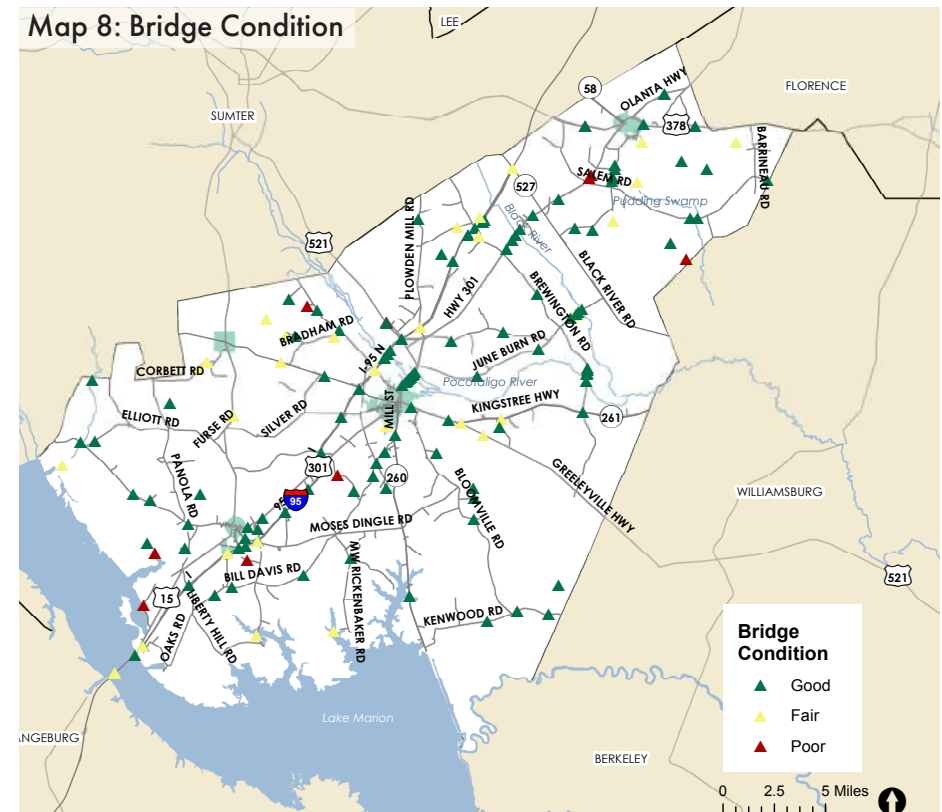 Map 8: Bridge Condition
LEE
FLORENCE
SUMTER
58
OLANTA HWY
378
BARRINEAU RD
527
SALEM RD
Pudding Swamp
Black River
521
PLOWDEN MILL RD
HWY 301
BLACK RIVER RD
BREWINGTON RD
BRADHAM RD
I-95 N
JUNE BURN RD
CORBETT RD
Pocotaligo River
MILL ST
KINGSTREE HWY
261
ELLIOTT RD
FURSE RD
SILVER RD
301
260
PANOLA RD
95
95
BLOOMVILLE RD
GREELEYVILLE HWY
WILLIAMSBURG
MOSES DINGLE RD
BILL DAVIS RD
MW RICKENBAKER RD
521
15
OAKS RD
LIBERTY HILL RD
KENWOOD RD
Lake Marion
ANGEBURG
BERKELEY
Bridge
Condition
Good
Fair
Poor
0 2.5 5 Miles